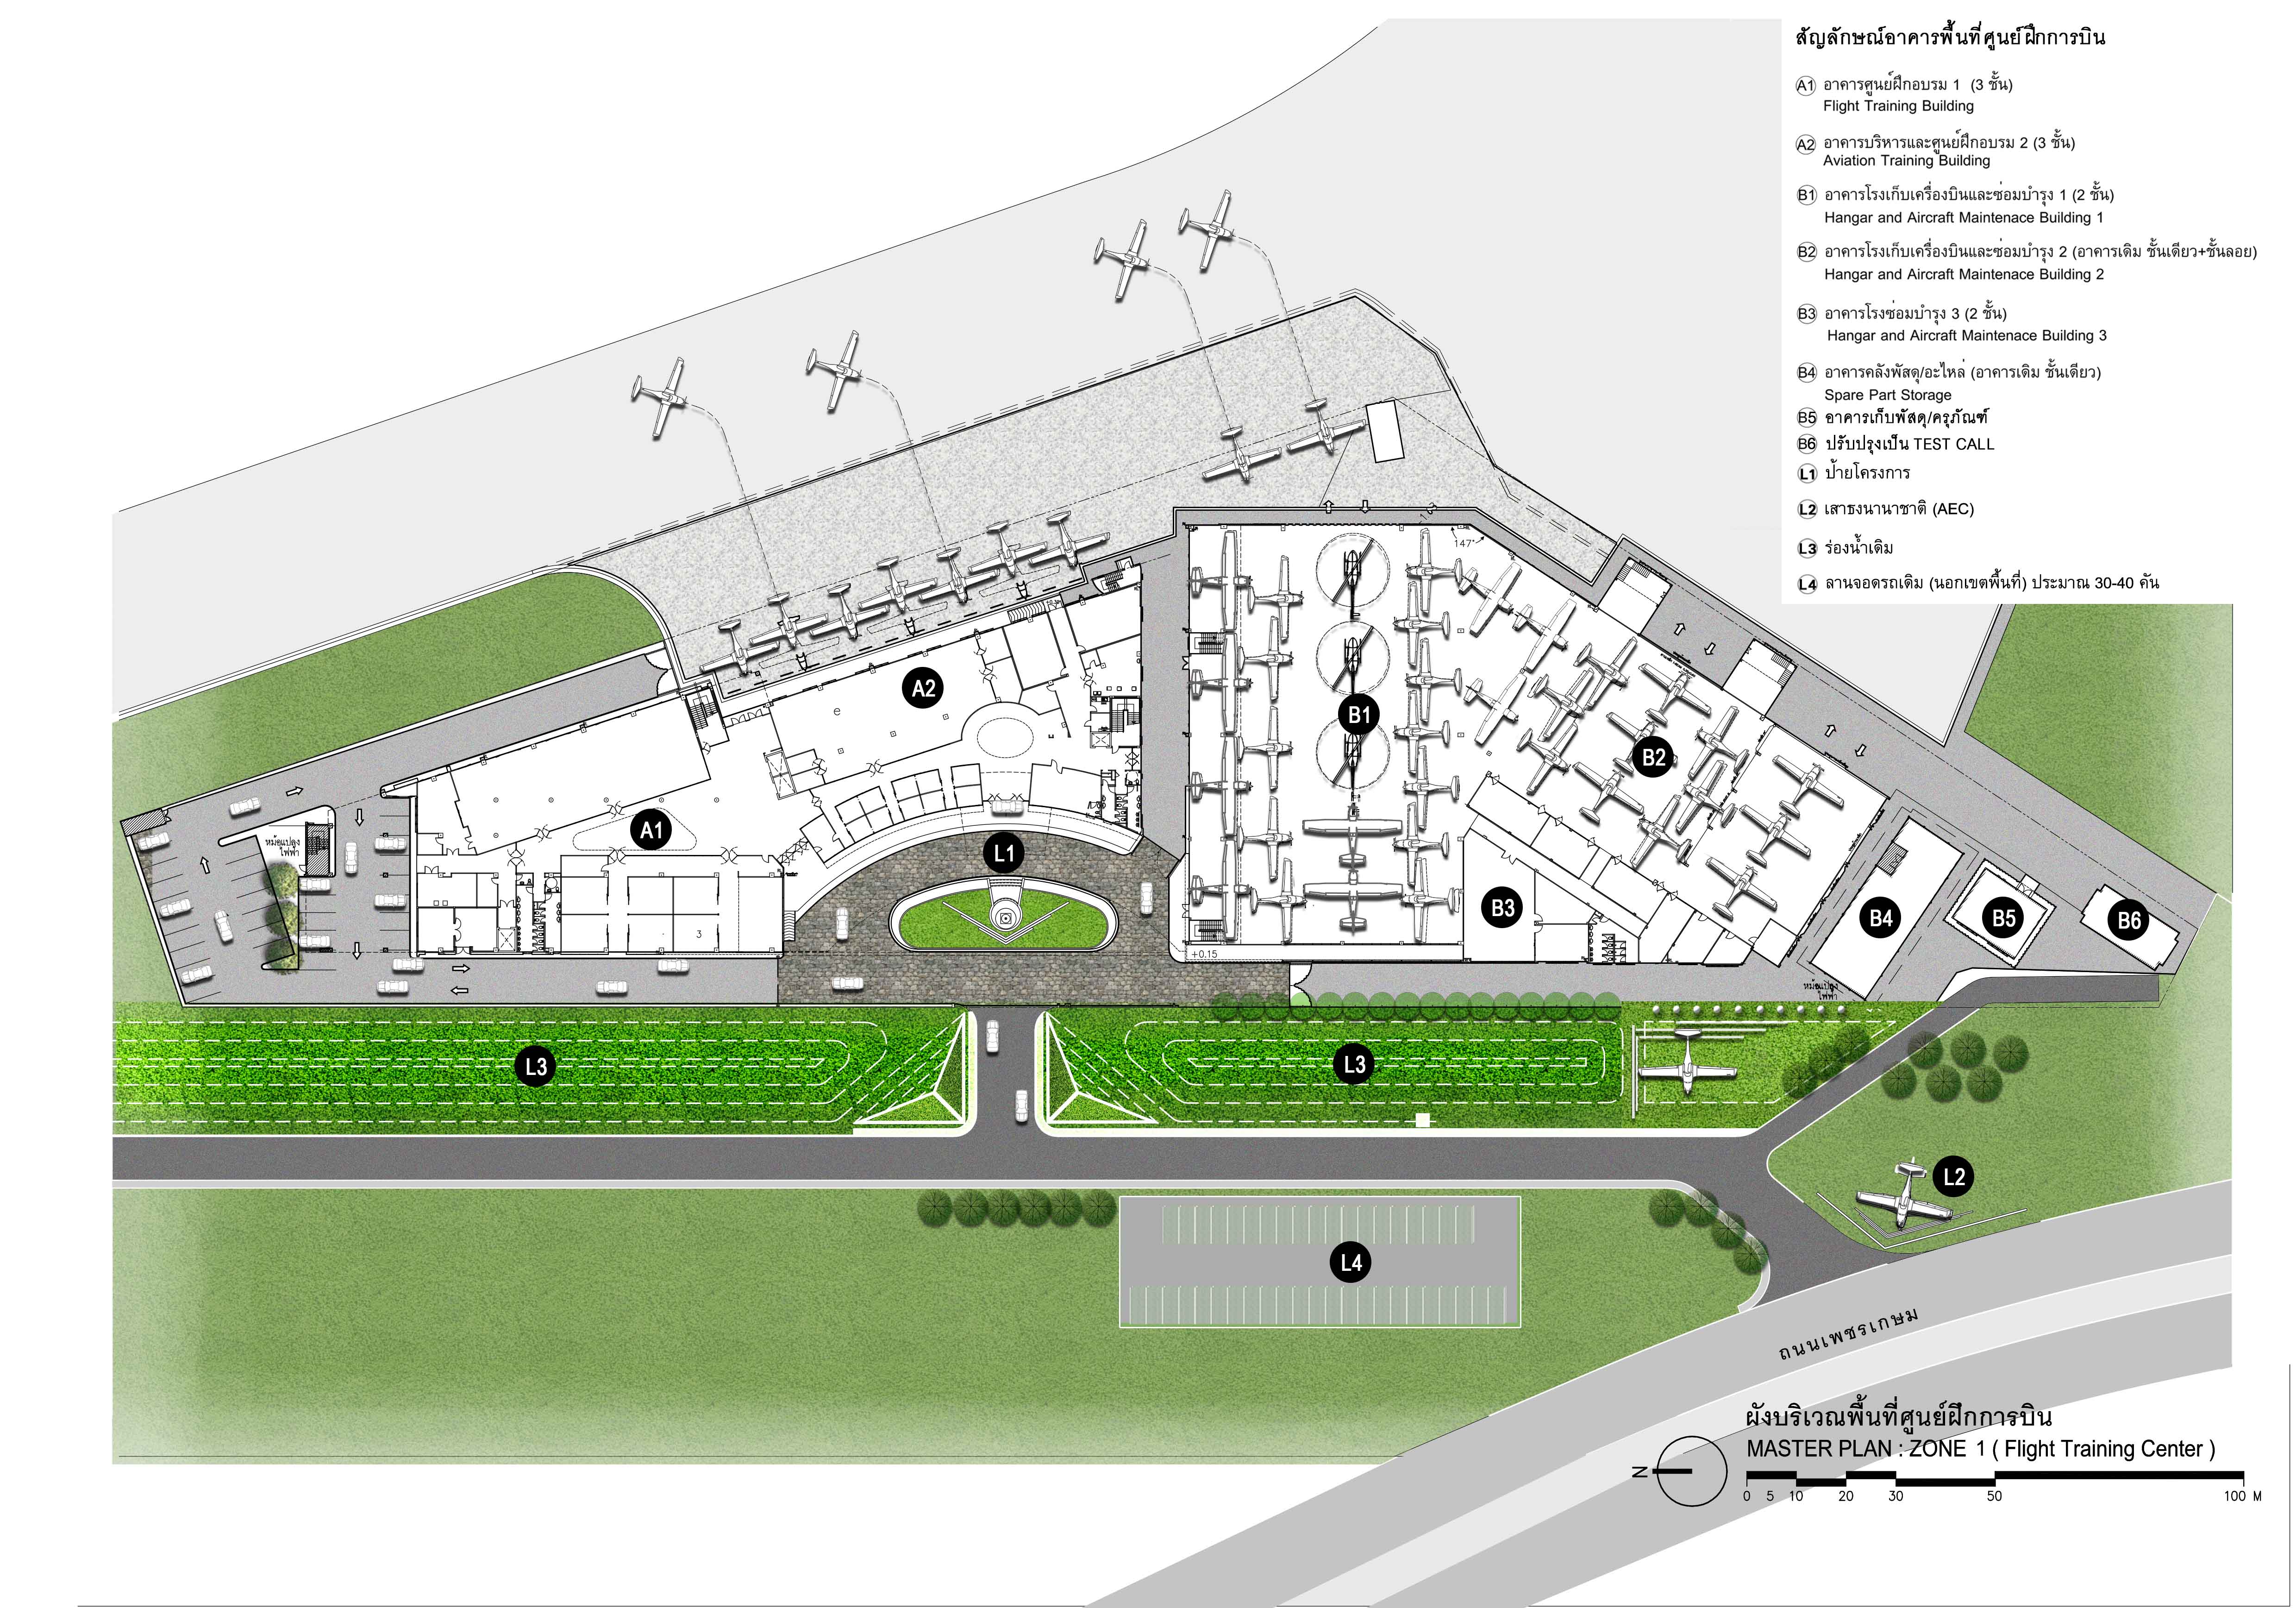 สัญลักษณ์อาคารพื้นที่ศูนย์ฝึกการบิน
A1 อาคารศูนย์ฝึกอบรม 1 (3 ชั้น)
Flight Training Building
A2 อาคารบริหารและศูนย์ฝึกอบรม 2 (3 ชั้น)
Aviation Training Building
B1 อาคารโรงเก็บเครื่องบินและซ่อมบำรุง 1 (2 ชั้น)
Hangar and Aircraft Maintenace Building 1
B2 อาคารโรงเก็บเครื่องบินและซ่อมบำรุง 2 (อาคารเดิม ชั้นเดียว+ชั้นลอย)
Hangar and Aircraft Maintenace Building 2
B3 อาคารโรงซ่อมบำรุง 3 (2 ชั้น)
Hangar and Aircraft Maintenace Building 3
B4 อาคารคลังพัสดุ/อะไหล่ (อาคารเดิม ชั้นเดียว)
Spare Part Storage
B5 อาคารเก็บพัสดุ/ครุภัณฑ์
B6 ปรับปรุงเป็น TEST CALL
L1 ป้ายโครงการ
L2 เสาธงนานาชาติ (AEC)
L3 ร่องน้ำเดิม
L4 ลานจอดรถเดิม (นอกเขตพื้นที่) ประมาณ 30-40 คัน
147°
A2
e
B1
B2
A1
หม้อแปลง
ไฟฟ้า
L1
B3
B4
B5
B6
3
+0.15
หม้อแปลง
ไฟฟ้า
L3
L3
L2
L4
ถนนเพชรเกษม
ผังบริเวณพื้นที่ศูนย์ฝึกการบิน
MASTER PLAN : ZONE 1 ( Flight Training Center )
N
0 5 10 20 30 50 100 M